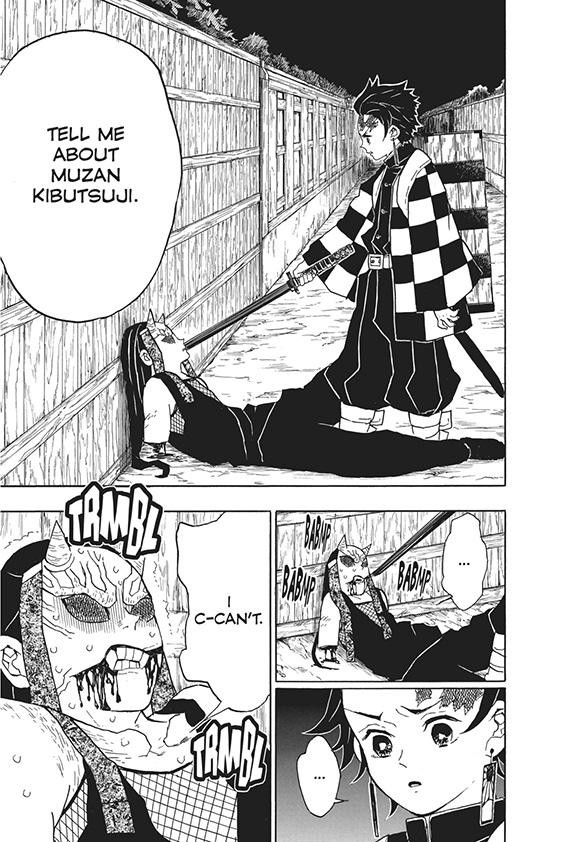 TELL ME
ABOUT
MUZAN
KIBUTSUJI.
...
BABMP
BABMP
BABMP
...
TRMBL
I
C-CAN'T.
TRMBL